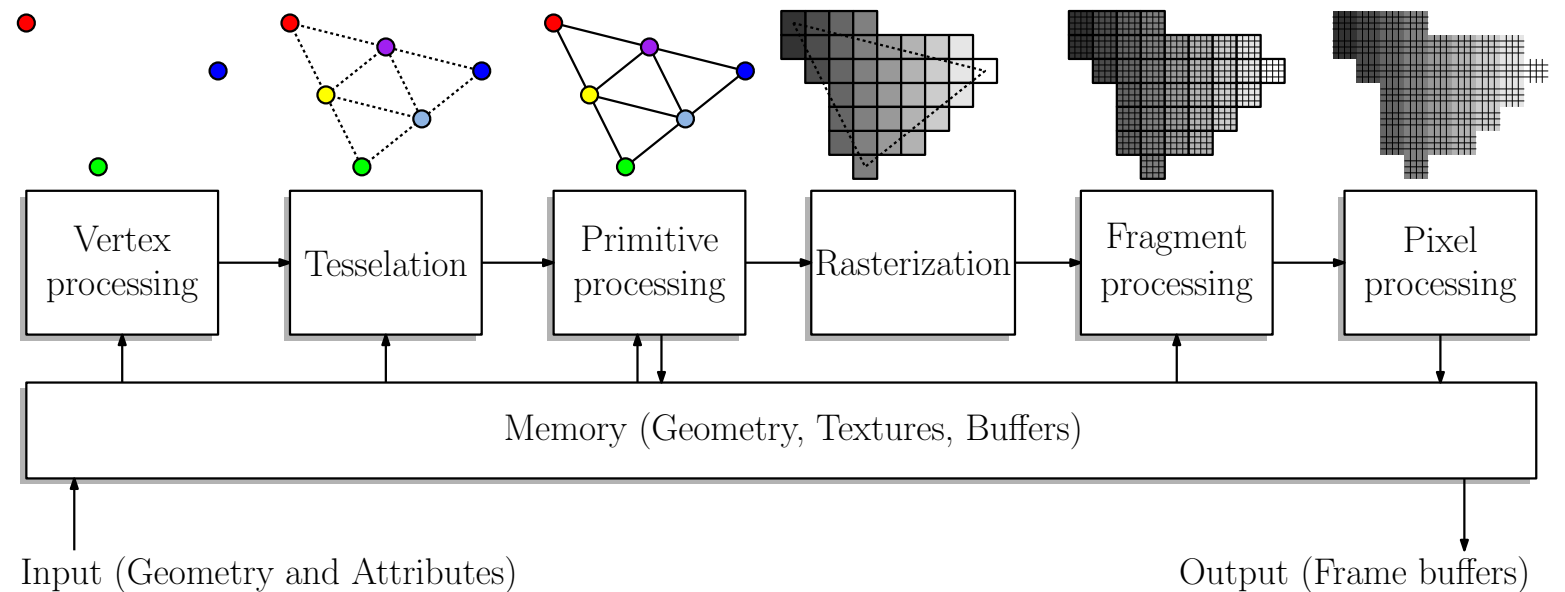 Vertex
processing
Tesselation
Primitive
processing
Rasterization
Fragment
processing
Pixel
processing
Memory (Geometry, Textures, Buffers)
Input (Geometry and Attributes)
Output (Frame buffers)